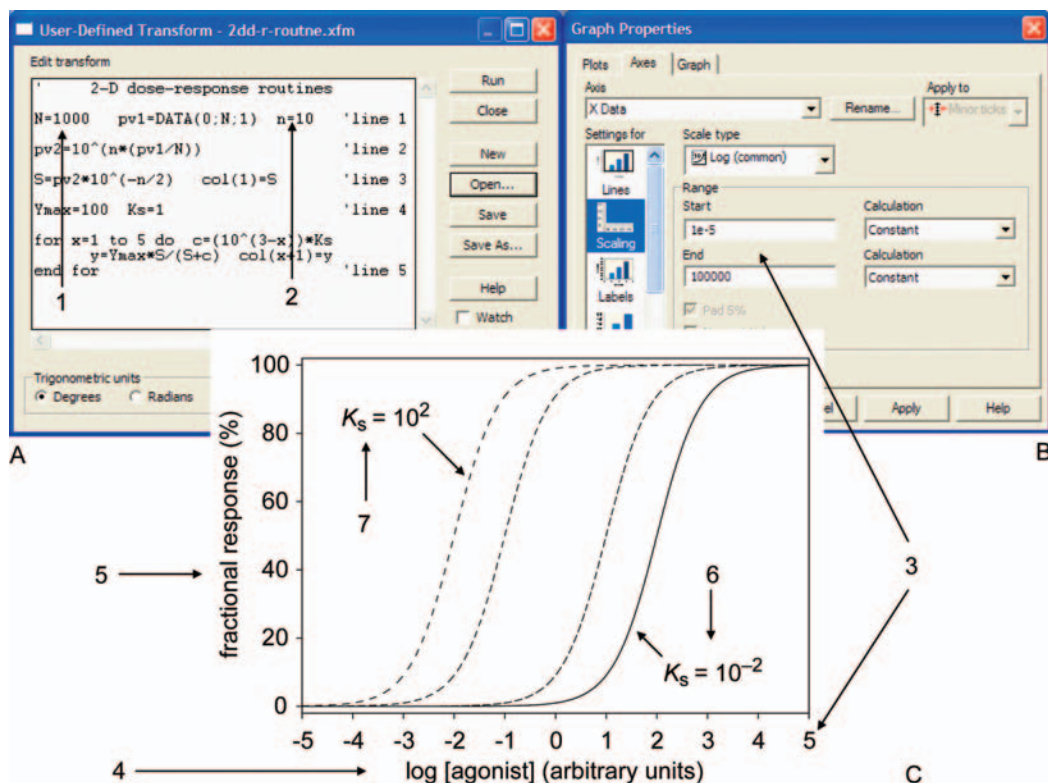 User-Defined Transform - 2dd-r-routne.xfm
Edit transform
' 2-D dose-response routines
N=1000 pv1=DATA(0;N;1) n=10 'line 1
pv2=10^(n*(pv1/N)) 'line 2
S=pv2*10^(-n/2) col(1)=S 'line 3
Ymax=100 Ks=1 'line 4
for x=1 to 5 do c=(10^(3-x))*Ks
y=Ymax*S/(S+c) col(x+1)=y
end for 'line 5
1
2
Run
Close
New
Open...
Save
Save As...
Help
Watch
Trigonometric units
Degrees Radians
A
Graph Properties
Plots Axes Graph
Axis
X Data
Rename...
Apply to
Minor ticks
Settings for
Lines
Scaling
Labels
Scale type
Log (common)
Range
Start
1e-5
Calculation
Constant
End
100000
Calculation
Constant
Pad 5%
el
Apply
Help
B
3
fractional response (%)
100
80
60
40
20
0
Ks = 10²
7
5
6
Ks = 10⁻²
-5 -4 -3 -2 -1 0 1 2 3 4 5
4
log [agonist] (arbitrary units)
C